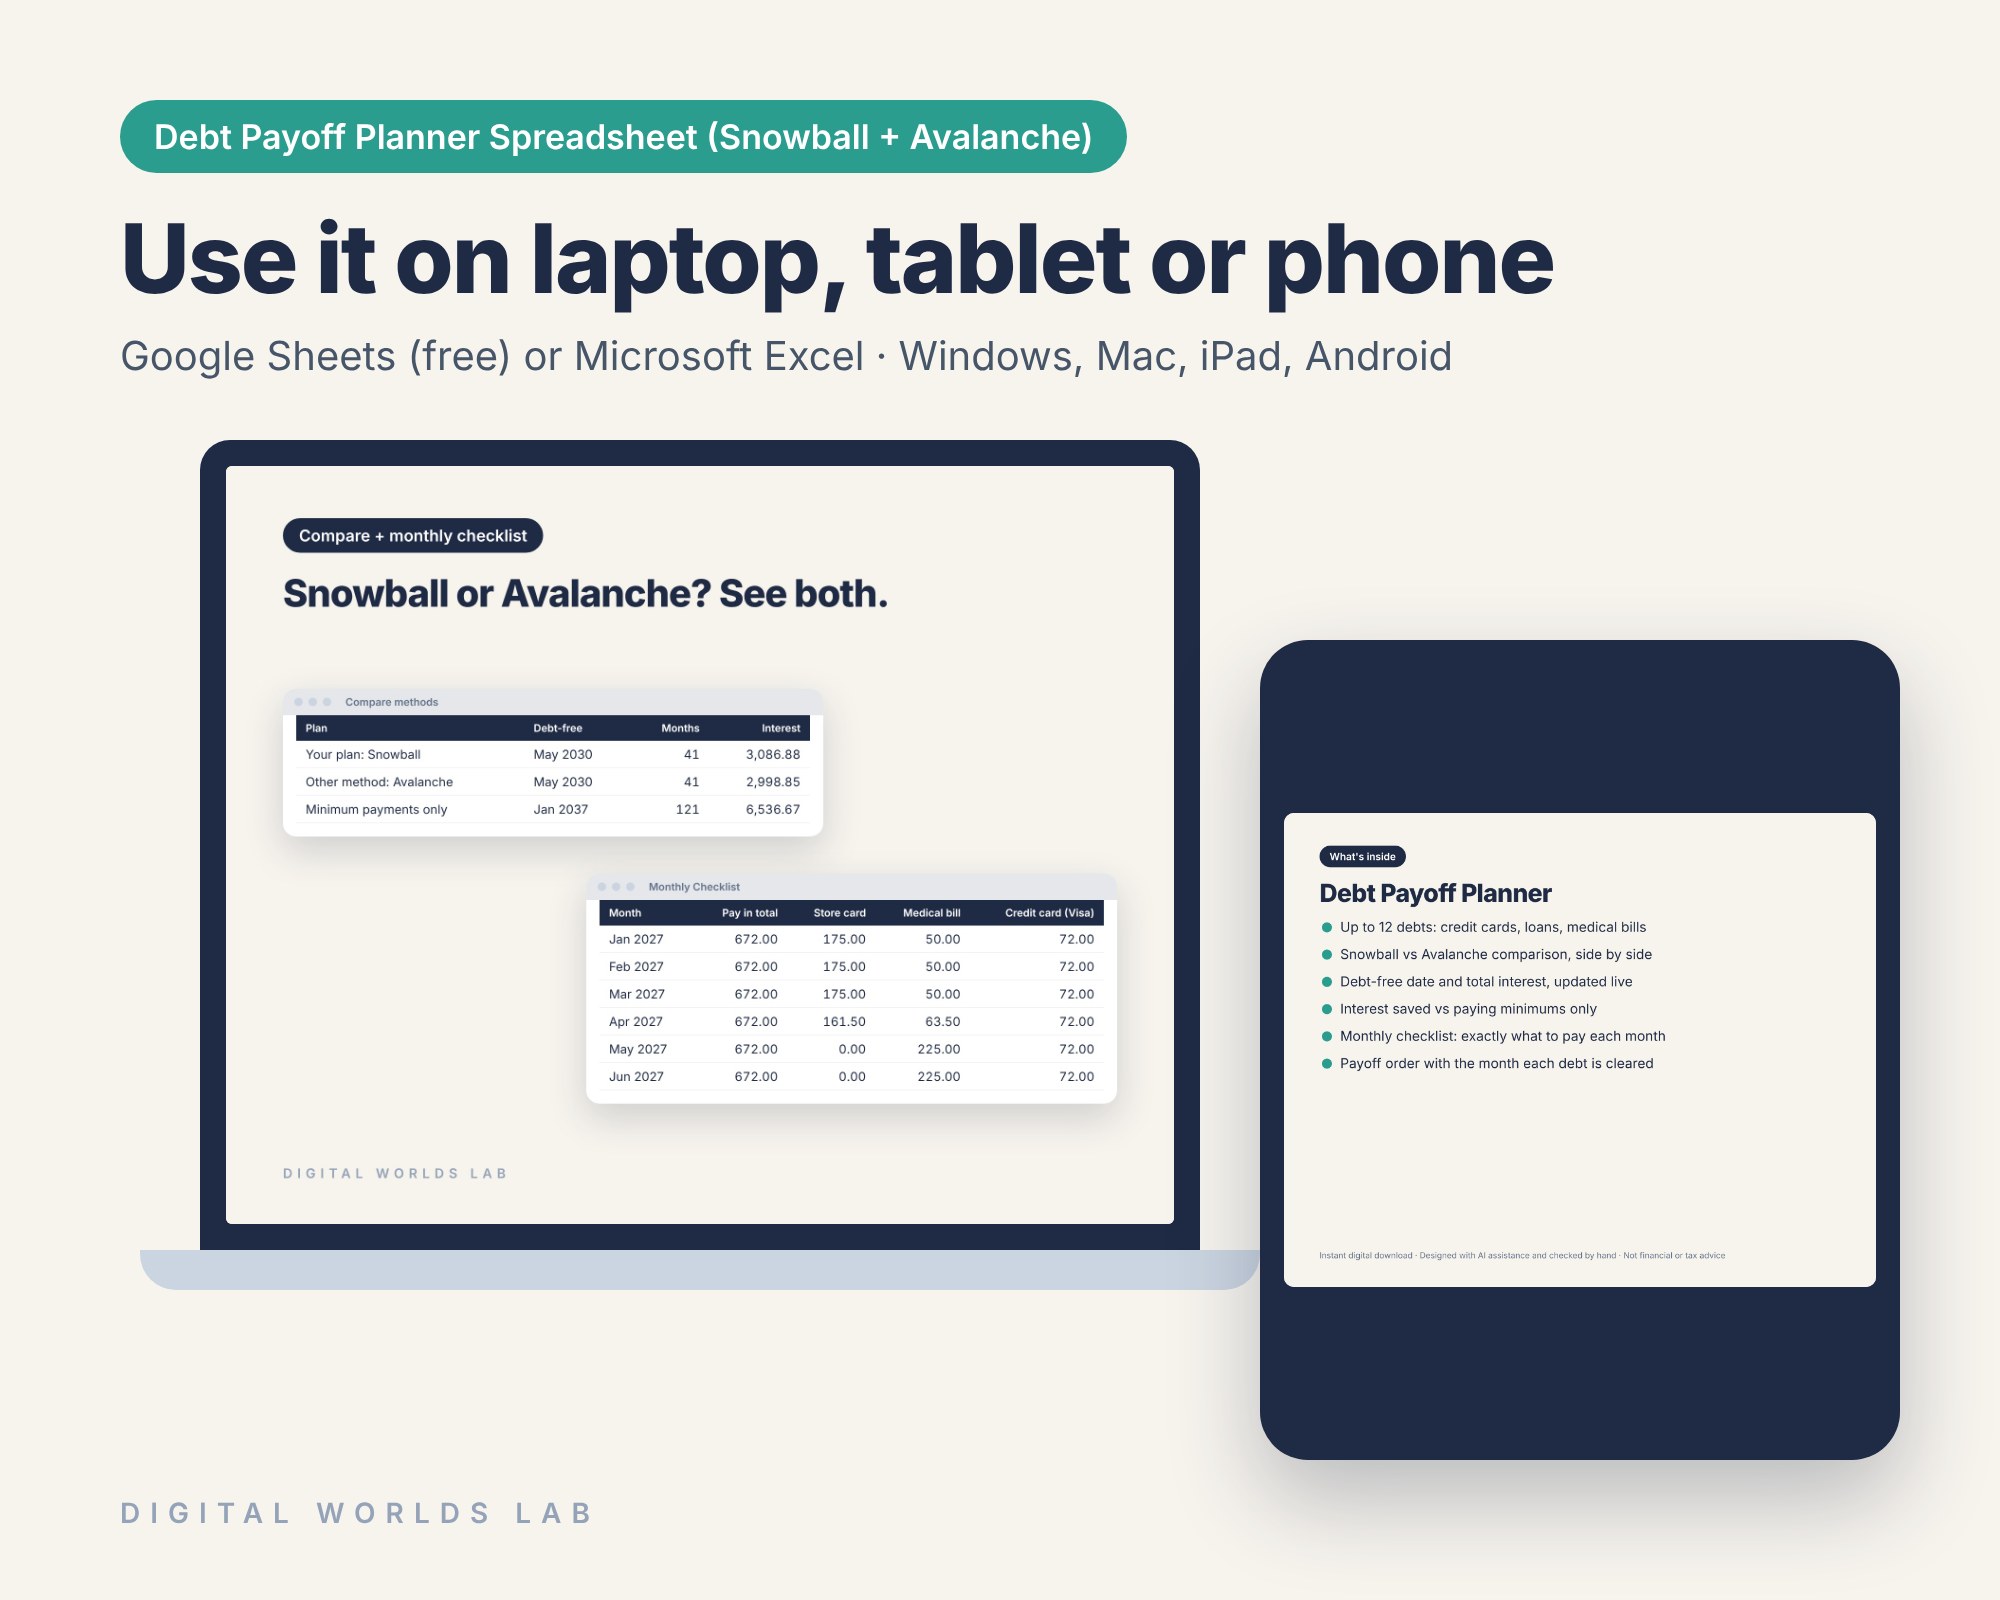 Debt Payoff Planner Spreadsheet (Snowball + Avalanche)
Use it on laptop, tablet or phone
Google Sheets (free) or Microsoft Excel · Windows, Mac, iPad, Android
Compare + monthly checklist
Snowball or Avalanche? See both.
Compare methods
Plan Debt-free Months Interest
Your plan: Snowball May 2030 41 3,086.88
Other method: Avalanche May 2030 41 2,998.85
Minimum payments only Jan 2037 121 6,536.67
Monthly Checklist
Month Pay in total Store card Medical bill Credit card (Visa)
Jan 2027 672.00 175.00 50.00 72.00
Feb 2027 672.00 175.00 50.00 72.00
Mar 2027 672.00 175.00 50.00 72.00
Apr 2027 672.00 161.50 63.50 72.00
May 2027 672.00 0.00 225.00 72.00
Jun 2027 672.00 0.00 225.00 72.00
DIGITAL WORLDS LAB
What's inside
Debt Payoff Planner
Up to 12 debts: credit cards, loans, medical bills
Snowball vs Avalanche comparison, side by side
Debt-free date and total interest, updated live
Interest saved vs paying minimums only
Monthly checklist: exactly what to pay each month
Payoff order with the month each debt is cleared
Instant digital download · Designed with AI assistance and checked by hand · Not financial or tax advice
DIGITAL WORLDS LAB